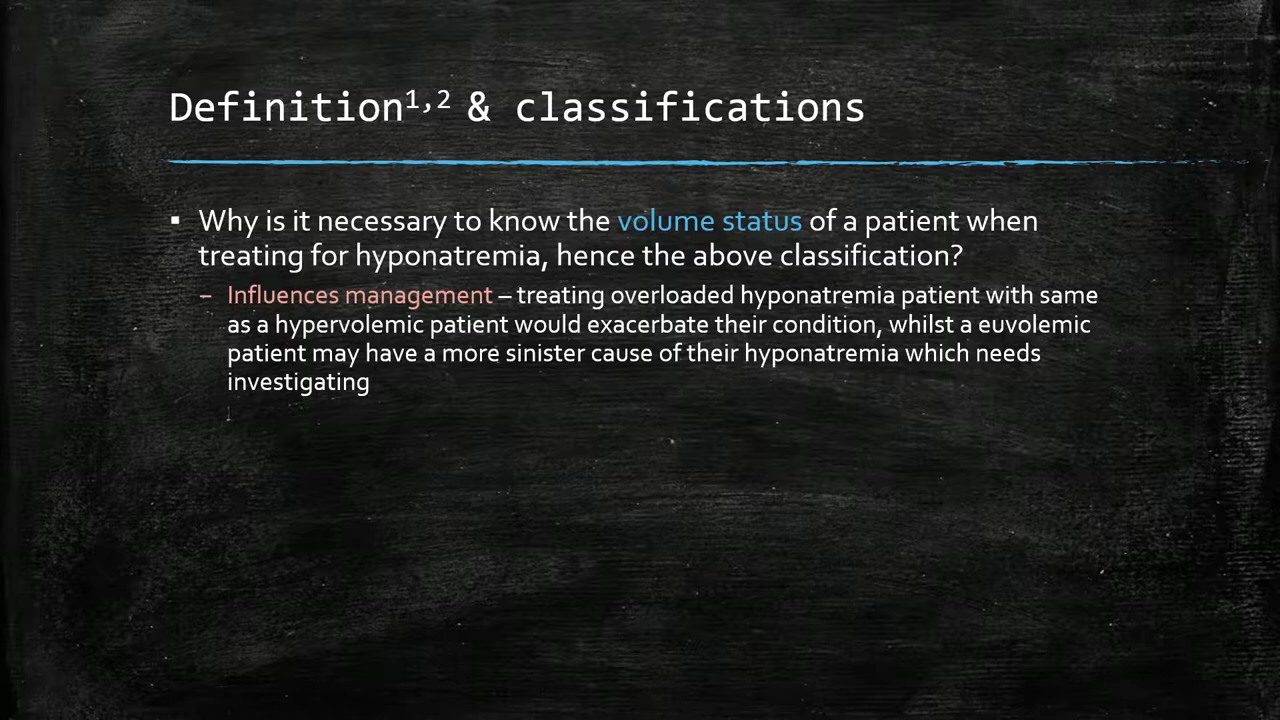 Definition1,2 & classifications
▪ Why is it necessary to know the volume status of a patient when
treating for hyponatremia, hence the above classification?
– Influences management – treating overloaded hyponatremia patient with same
as a hypervolemic patient would exacerbate their condition, whilst a euvolemic
patient may have a more sinister cause of their hyponatremia which needs
investigating